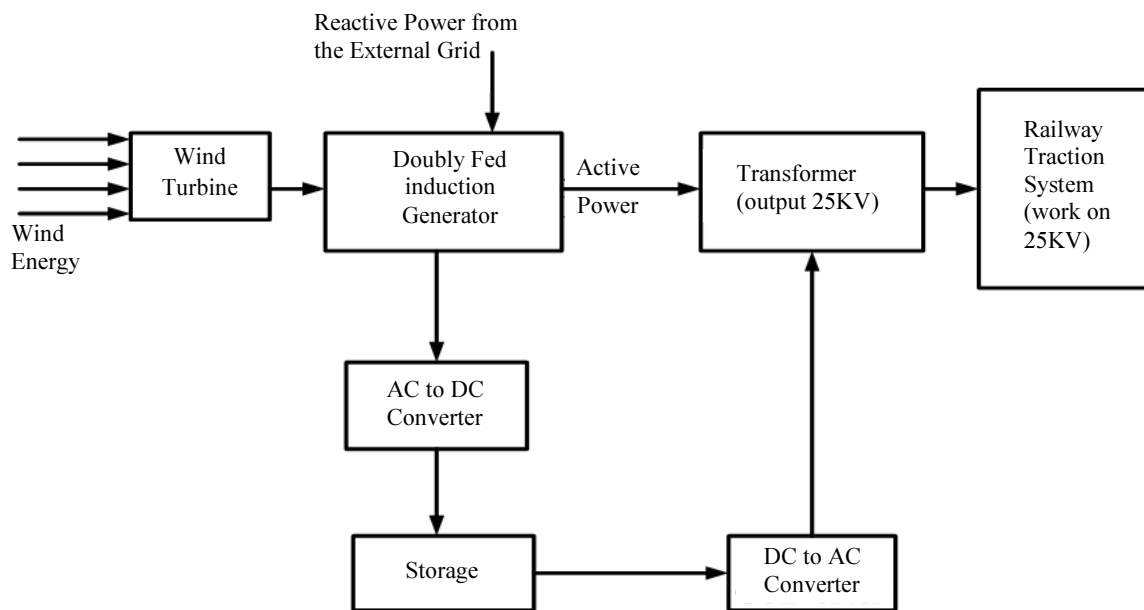 Reactive Power from
the External Grid
Wind
Turbine
Wind
Energy
Doubly Fed
induction
Generator
Active
Power
Transformer
(output 25KV)
Railway
Traction
System
(work on
25KV)
AC to DC
Converter
Storage
DC to AC
Converter